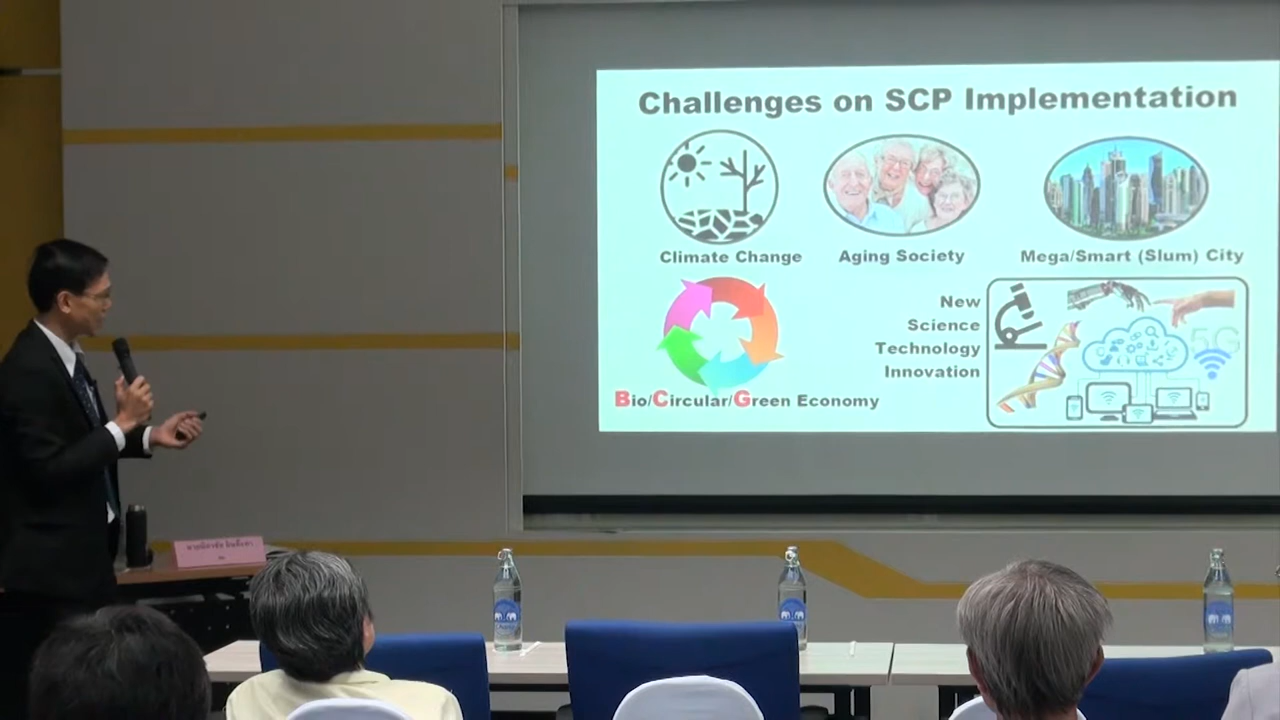 Challenges on SCP Implementation
Climate Change
Aging Society
Mega/Smart (Slum) City
New
Science
Technology
Innovation
5G
Bio/Circular/Green Economy